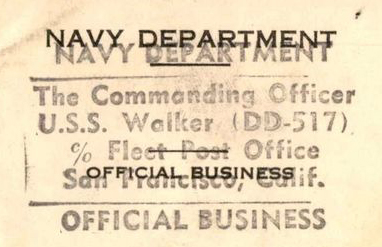 NAVY DEPARTMENT
NAVY DEPARTMENT
The Commanding Officer
U.S.S. Walker (DD-517)
% Fleet Post Office
San Francisco, Calif.
OFFICIAL BUSINESS
OFFICIAL BUSINESS